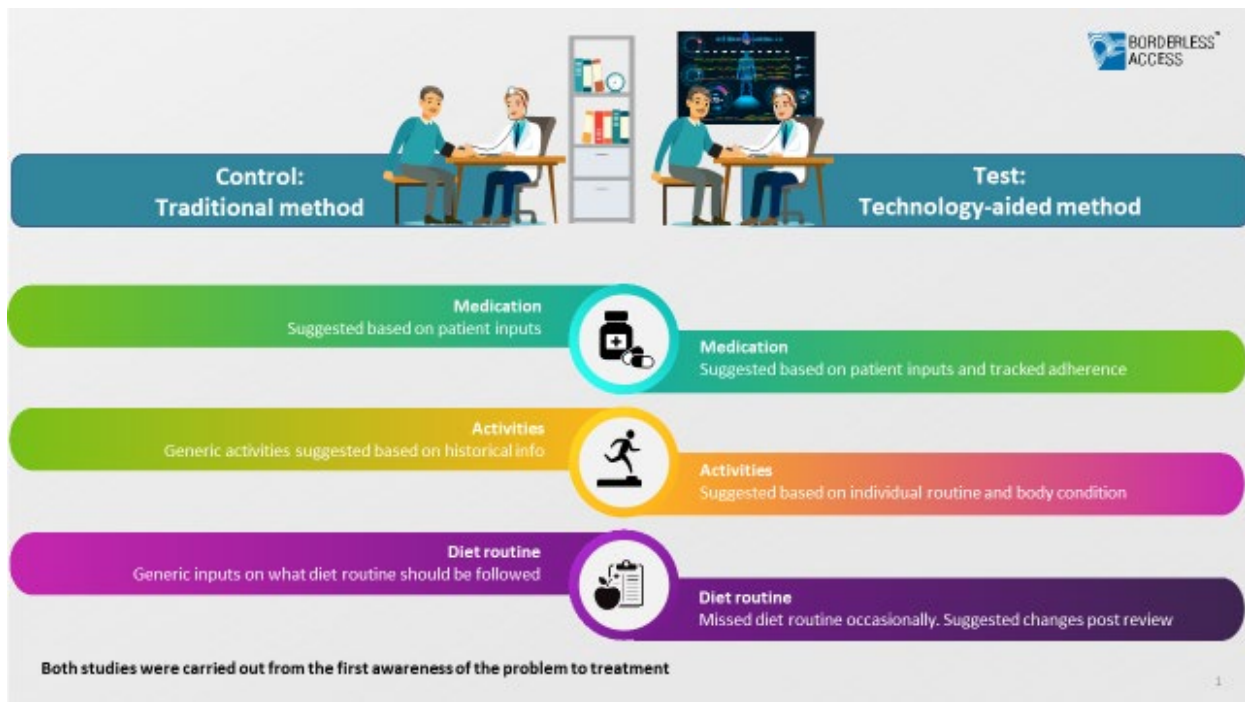 BORDERLESS™
ACCESS
Control:
Traditional method
Test:
Technology-aided method
Medication
Suggested based on patient inputs
Medication
Suggested based on patient inputs and tracked adherence
Activities
Generic activities suggested based on historical info
Activities
Suggested based on individual routine and body condition
Diet routine
Generic inputs on what diet routine should be followed
Diet routine
Missed diet routine occasionally. Suggested changes post review
Both studies were carried out from the first awareness of the problem to treatment
1